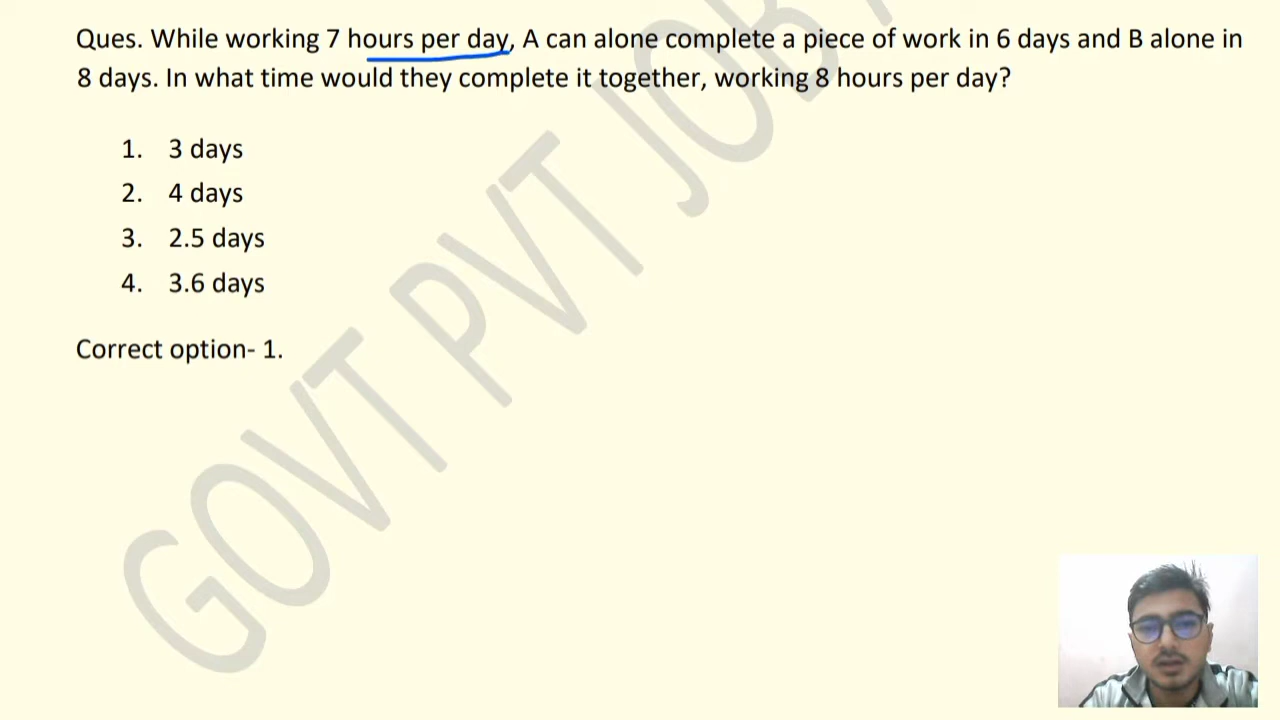 Ques. While working 7 hours per day, A can alone complete a piece of work in 6 days and B alone in
8 days. In what time would they complete it together, working 8 hours per day?
1. 3 days
2. 4 days
3. 2.5 days
4. 3.6 days
Correct option- 1.
GOVT PVT JOB